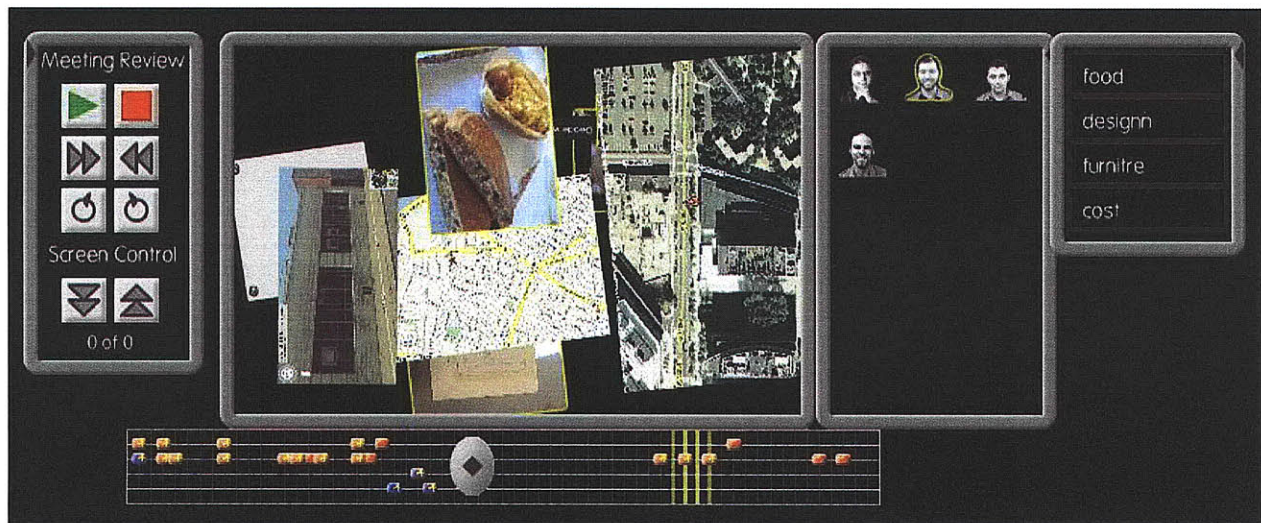 Meeting Review
Screen Control
0 of 0
food
designn
furnitre
cost